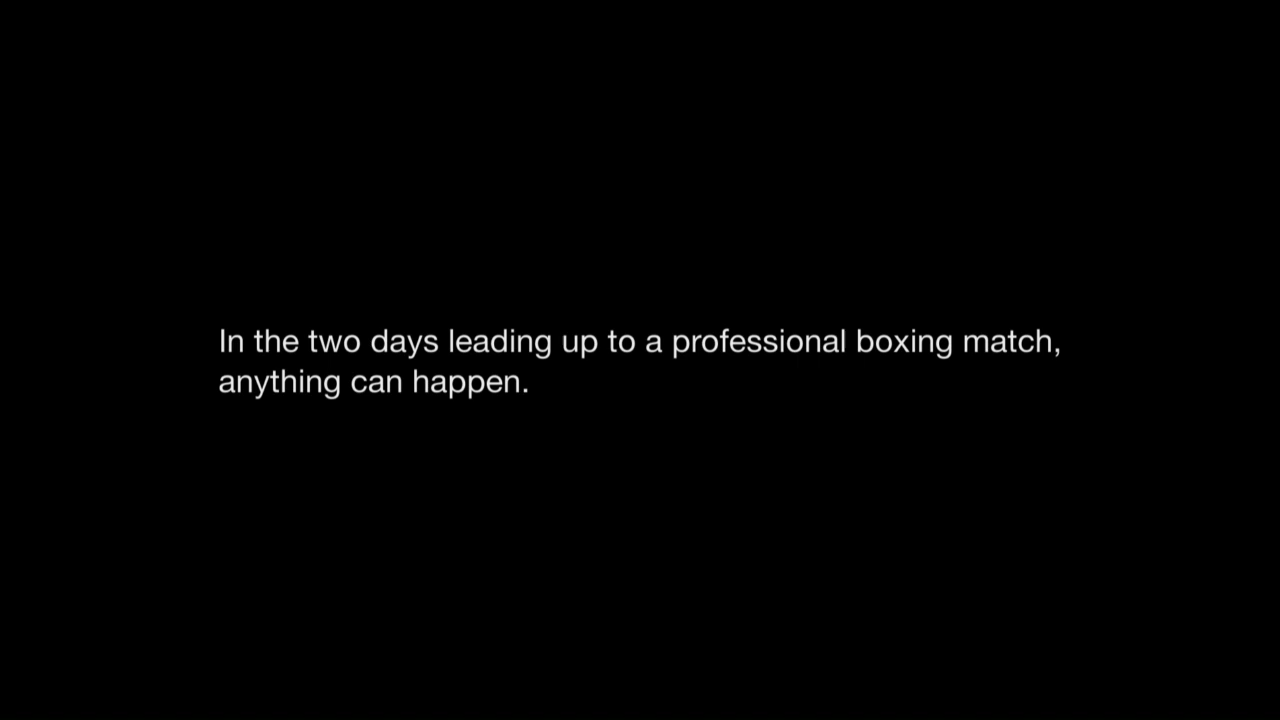 In the two days leading up to a professional boxing match,
anything can happen.